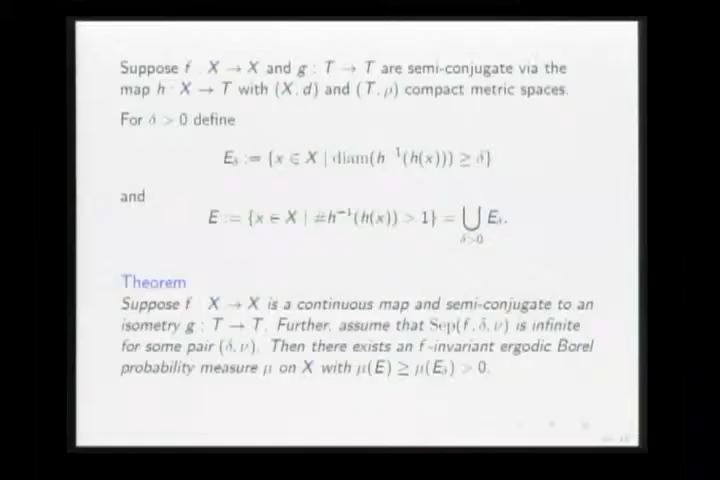 Suppose f : X → X and g : T → T are semi-conjugate via the
map h : X → T with (X, d) and (T, ρ) compact metric spaces.
For δ > 0 define
E_δ := {x ∈ X | diam(h⁻¹(h(x))) ≥ δ}
and
E := {x ∈ X | #h⁻¹(h(x)) > 1} = ⋃_{δ>0} E_δ.
Theorem
Suppose f : X → X is a continuous map and semi-conjugate to an
isometry g : T → T. Further, assume that Sep(f, δ, ν) is infinite
for some pair (δ, ν). Then there exists an f-invariant ergodic Borel
probability measure μ on X with μ(E) ≥ μ(E_δ) > 0.